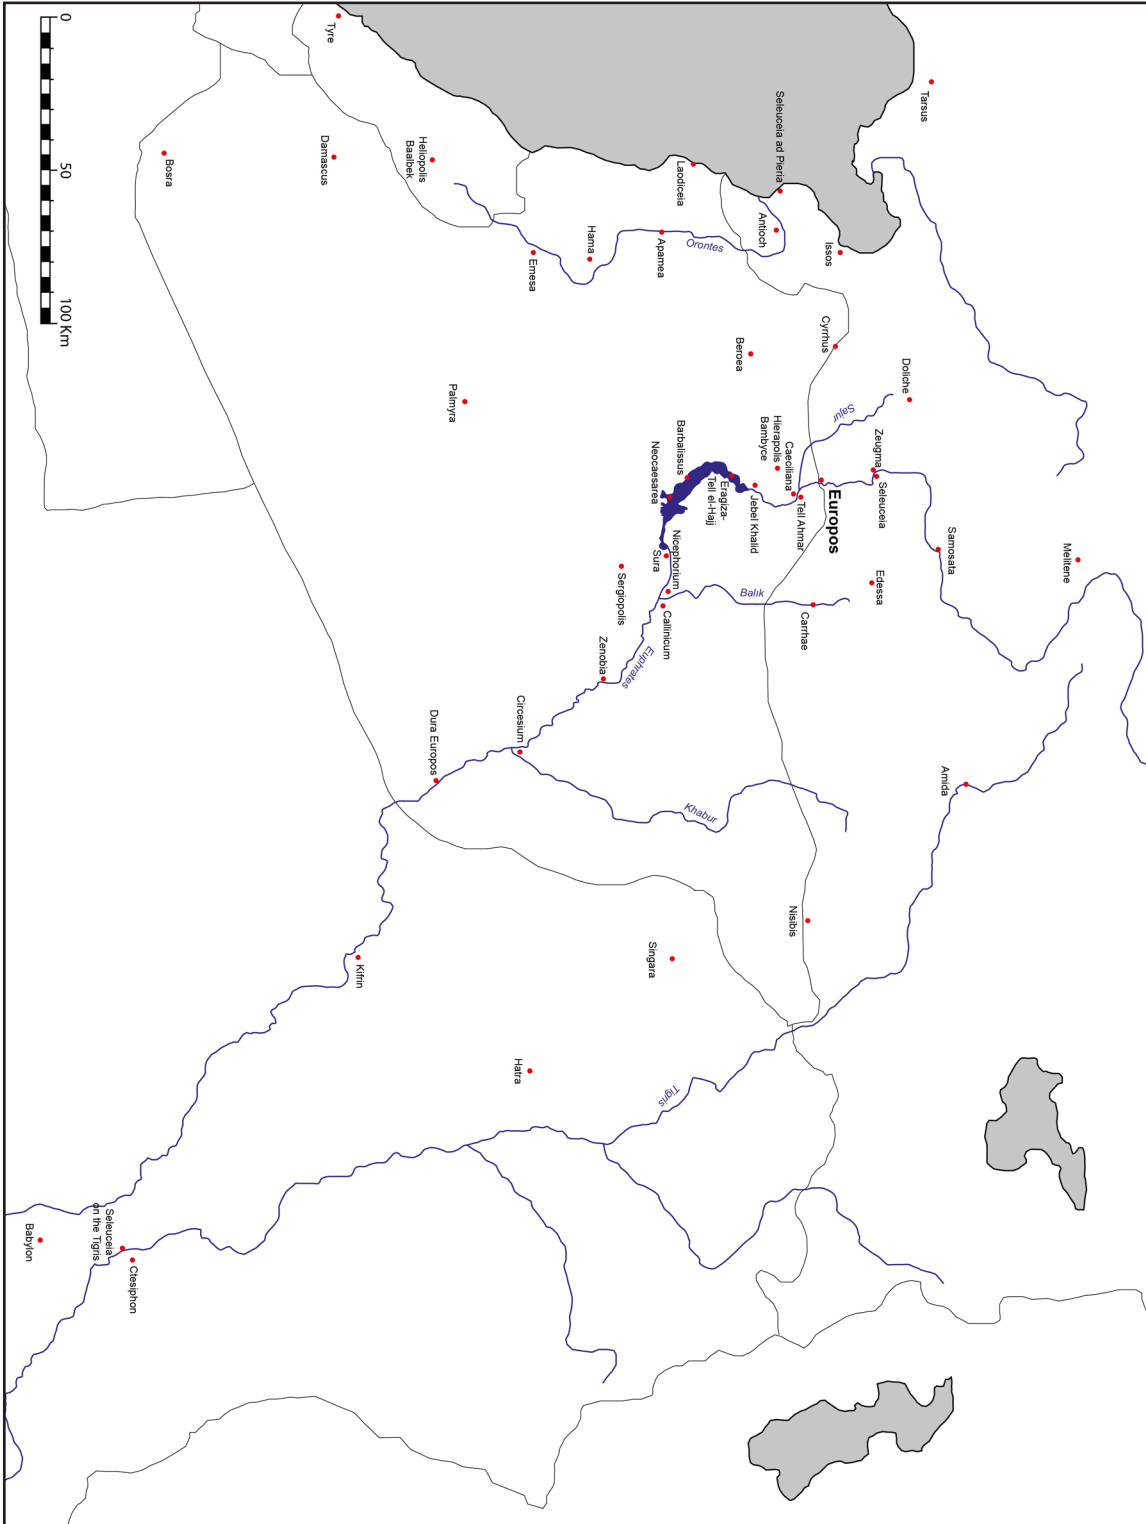 Tarsus
Melitene
Samosata
Amida
Doliche
Zeugma
Seleuceia
Edessa
Issos
Cyrrhus
Sajur
Europos
Carrhae
Nisibis
Seleuceia ad Pieria
Antioch
Hierapolis
Bambyce
Caeciliana
Tell Ahmar
Beroea
Jebel Khalid
Eragiza-
Tell el-Hajj
Balik
Orontes
Laodiceia
Apamea
Barbalissus
Neocaesarea
Sura
Nicephorium
Callinicum
Sergiopolis
Euphrates
Zenobia
Khabur
Singara
Tigris
Hama
Emesa
Circesium
Hatra
Palmyra
Dura Europos
Heliopolis
Baalbek
Tyre
Damascus
Kifrin
Bosra
Ctesiphon
Seleuceia
on the Tigris
Babylon
0
50
100 Km